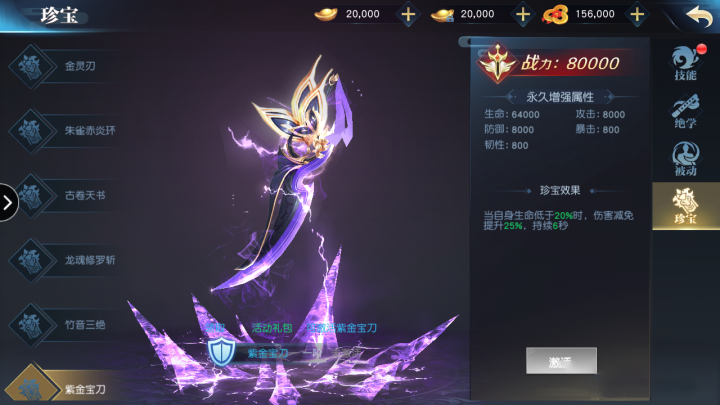 珍宝
20,000
20,000
156,000
金灵刃
朱雀赤炎环
古卷天书
龙魂修罗斩
竹音三绝
紫金宝刀
战力：80000
永久增强属性
生命：64000 攻击：8000
防御：8000 暴击：800
韧性：800
珍宝效果
当自身生命低于20%时，伤害减免
提升25%，持续6秒
技能
绝学
被动
珍宝
活动礼包
紫金宝刀
紫金宝刀